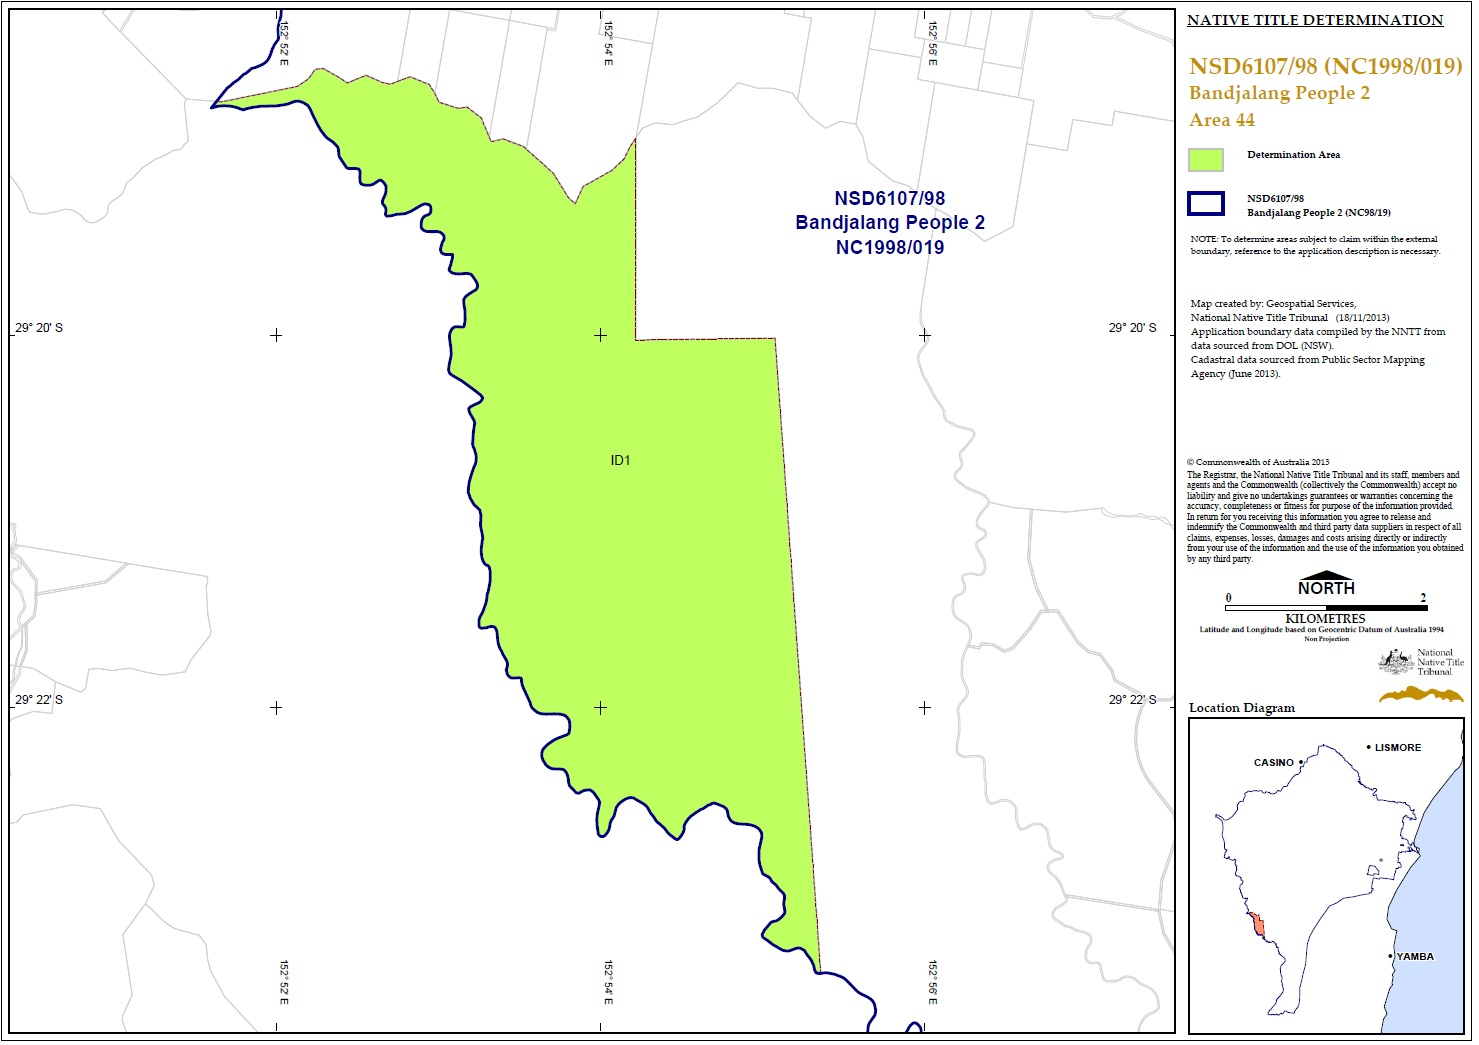 152° 52' E
152° 54' E
152° 56' E
NSD6107/98
Bandjalang People 2
NC1998/019
29° 20' S
29° 20' S
ID1
29° 22' S
29° 22' S
152° 52' E
152° 54' E
152° 56' E
NATIVE TITLE DETERMINATION
NSD6107/98 (NC1998/019)
Bandjalang People 2
Area 44
Determination Area
NSD6107/98
Bandjalang People 2 (NC98/19)
NOTE: To determine areas subject to claim within the external
boundary, reference to the application description is necessary.
Map created by: Geospatial Services,
National Native Title Tribunal (18/11/2013)
Application boundary data compiled by the NNTT from
data sourced from DOL (NSW).
Cadastral data sourced from Public Sector Mapping
Agency (June 2013).
© Commonwealth of Australia 2013
The Registrar, the National Native Title Tribunal and its staff, members and
agents and the Commonwealth (collectively the Commonwealth) accept no
liability and give no undertakings guarantees or warranties concerning the
accuracy, completeness or fitness for purpose of the information provided.
In return for you receiving this information you agree to release and
indemnify the Commonwealth and third party data suppliers in respect of all
claims, expenses, losses, damages and costs arising directly or indirectly
from your use of the information and the use of the information you obtained
by any third party.
NORTH
0 2
KILOMETRES
Latitude and Longitude based on Geocentric Datum of Australia 1994
Non Projection
National
Native Title
Tribunal
Location Diagram
LISMORE
CASINO
YAMBA